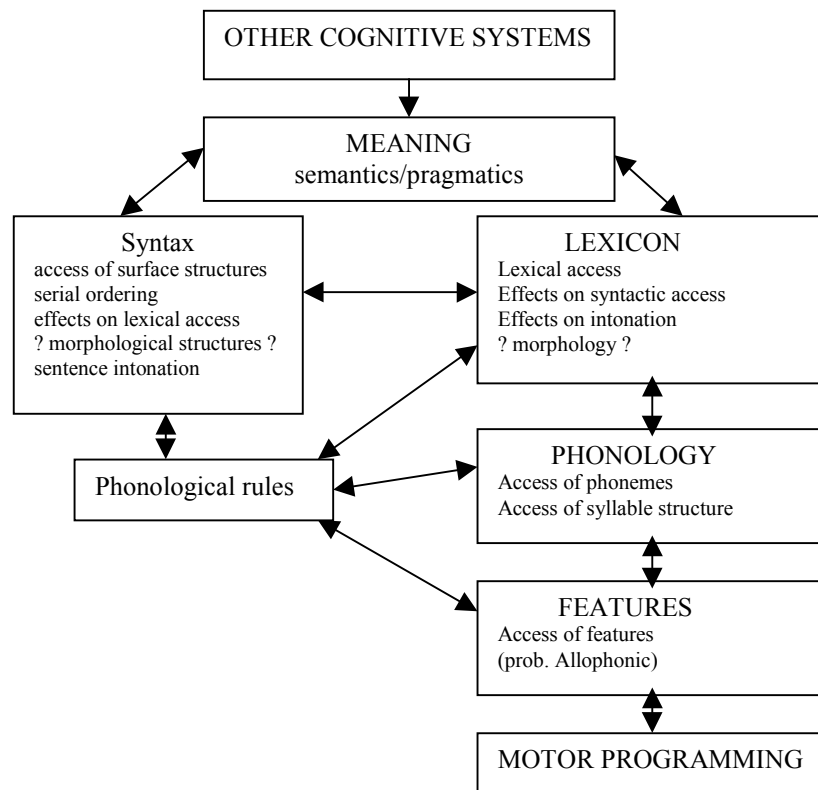 OTHER COGNITIVE SYSTEMS
MEANING
semantics/pragmatics
Syntax
access of surface structures
serial ordering
effects on lexical access
? morphological structures ?
sentence intonation
LEXICON
Lexical access
Effects on syntactic access
Effects on intonation
? morphology ?
Phonological rules
PHONOLOGY
Access of phonemes
Access of syllable structure
FEATURES
Access of features
(prob. Allophonic)
MOTOR PROGRAMMING